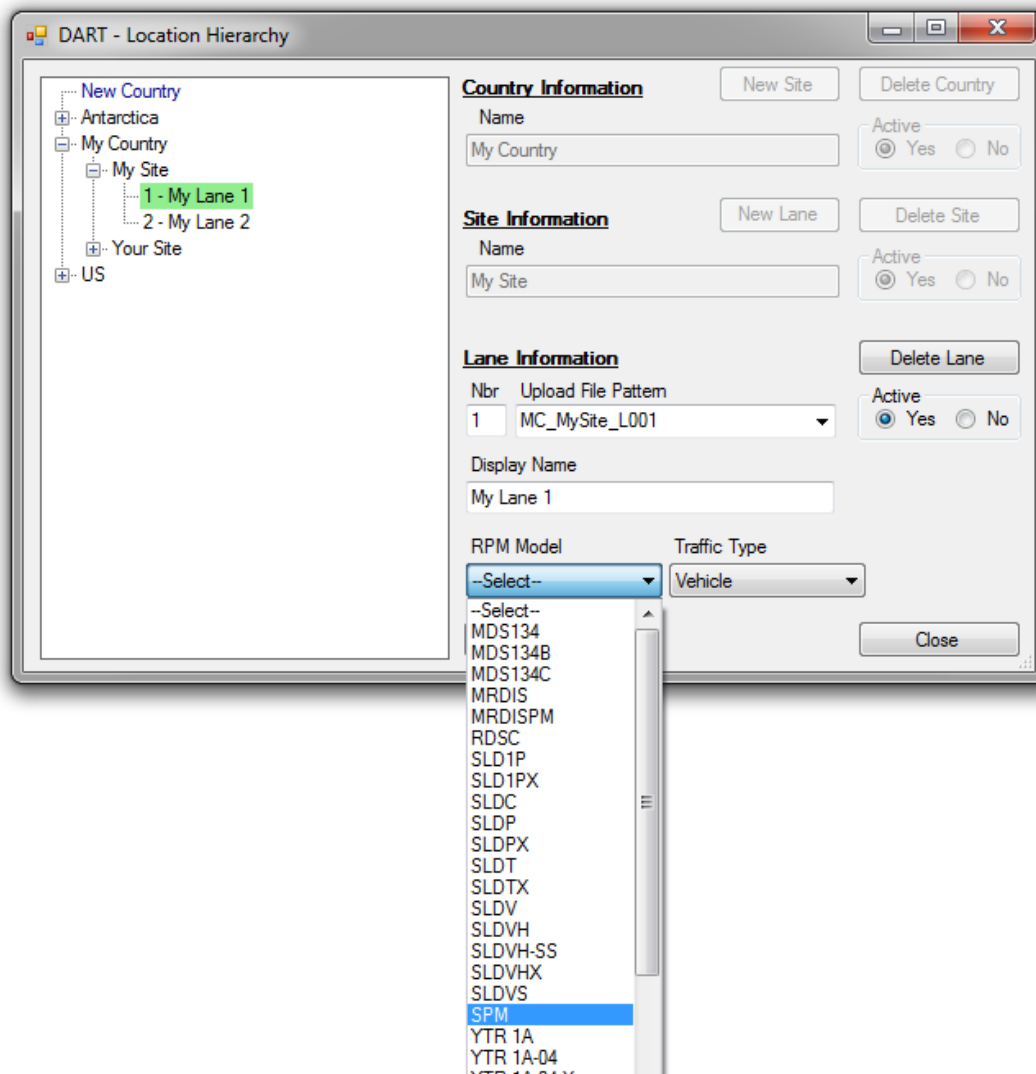 DART - Location Hierarchy
New Country
Antarctica
My Country
My Site
1 - My Lane 1
2 - My Lane 2
Your Site
US
Country Information
New Site
Delete Country
Name
My Country
Active
Yes No
Site Information
New Lane
Delete Site
Name
My Site
Active
Yes No
Lane Information
Delete Lane
Nbr Upload File Pattern
1 MC_MySite_L001
Active
Yes No
Display Name
My Lane 1
RPM Model Traffic Type
--Select-- Vehicle
--Select--
MDS134
MDS134B
MDS134C
MRDIS
MRDISPM
RDSC
SLD1P
SLD1PX
SLDC
SLDP
SLDPX
SLDT
SLDTX
SLDV
SLDVH
SLDVH-SS
SLDVHX
SLDVS
SPM
YTR 1A
YTR 1A-04
Close